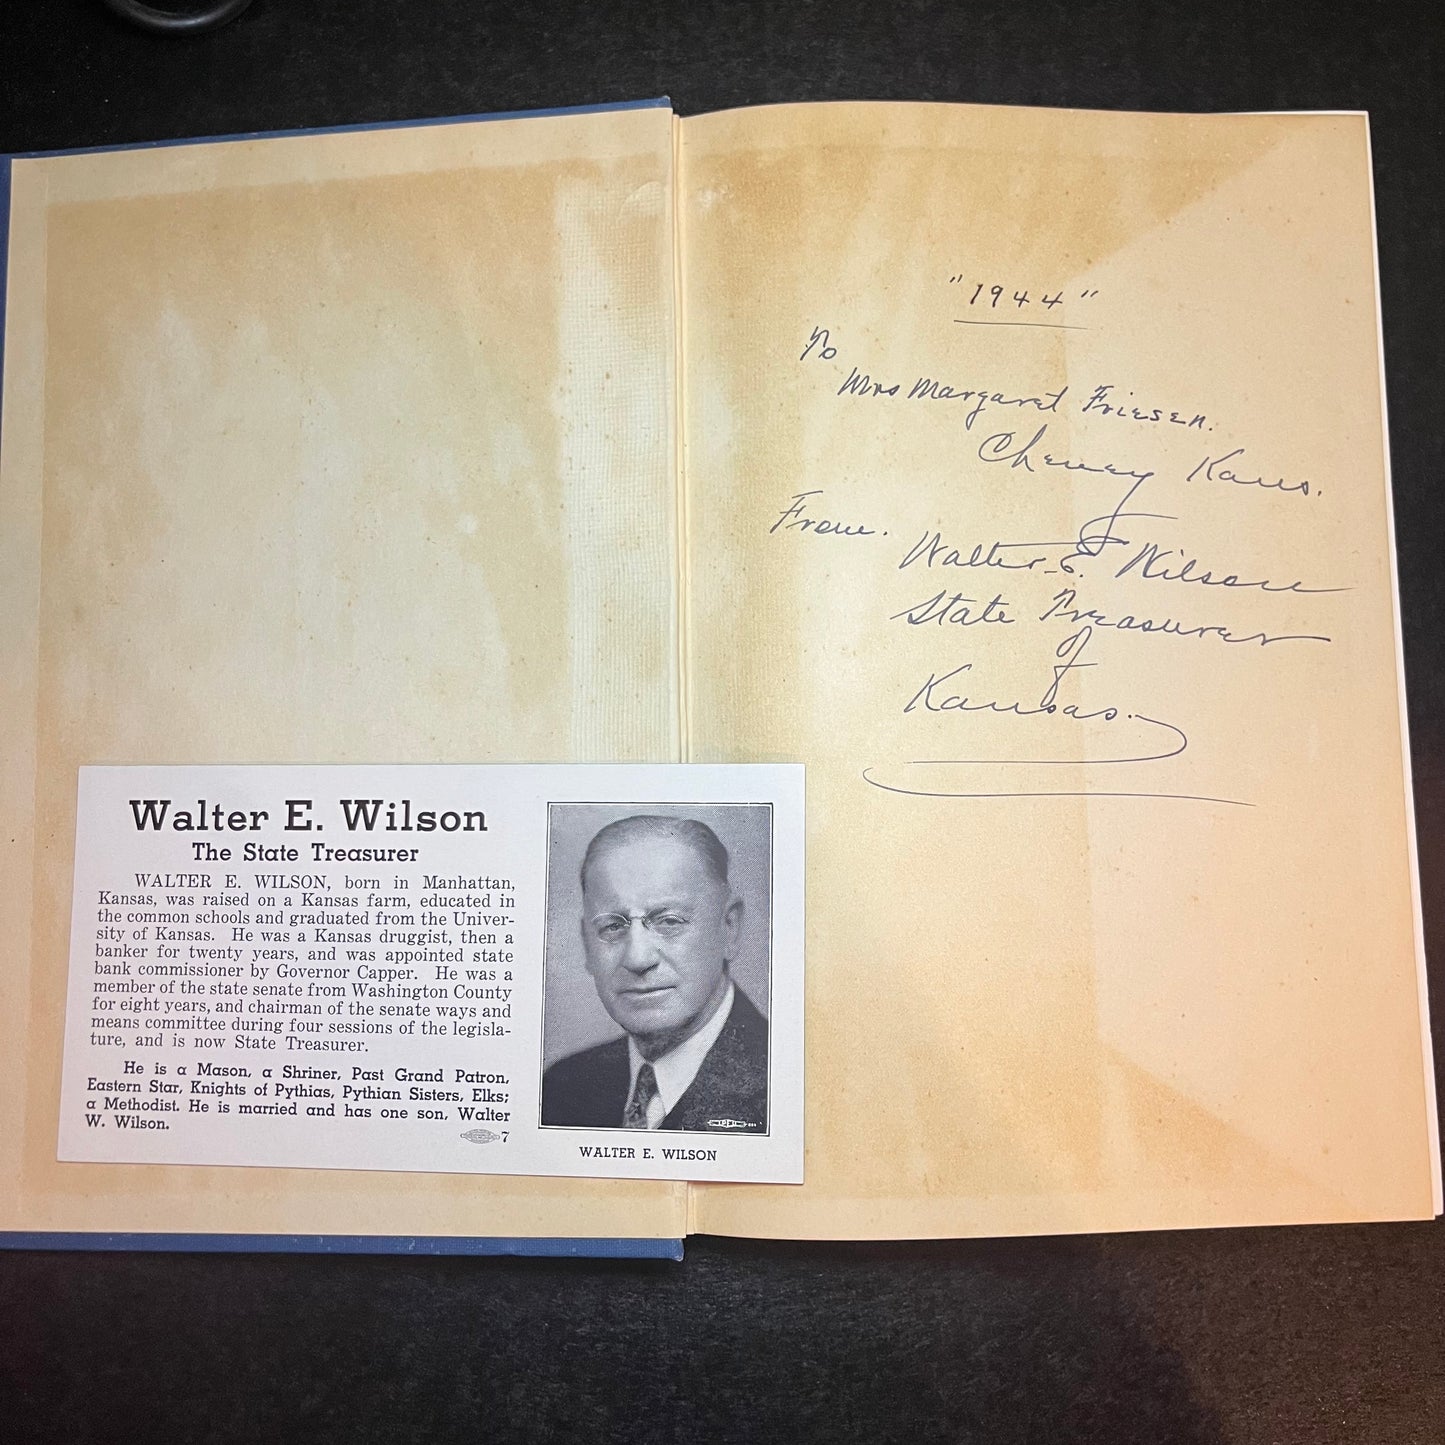 "1944"
To
Mrs Margaret Friesen.
Cheney Kans.
From.
Walter E. Wilson
State Treasurer
of
Kansas.
Walter E. Wilson
The State Treasurer
WALTER E. WILSON, born in Manhattan,
Kansas, was raised on a Kansas farm, educated in
the common schools and graduated from the Univer-
sity of Kansas. He was a Kansas druggist, then a
banker for twenty years, and was appointed state
bank commissioner by Governor Capper. He was a
member of the state senate from Washington County
for eight years, and chairman of the senate ways and
means committee during four sessions of the legisla-
ture, and is now State Treasurer.
He is a Mason, a Shriner, Past Grand Patron,
Eastern Star, Knights of Pythias, Pythian Sisters, Elks;
a Methodist. He is married and has one son, Walter
W. Wilson.
7
WALTER E. WILSON